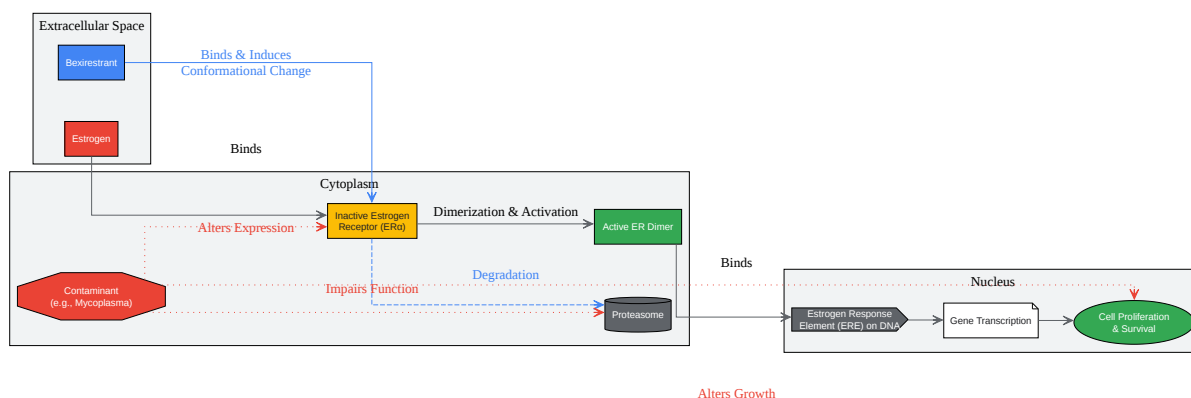 Extracellular Space
Bexirestrant
Binds & Induces
Conformational Change
Estrogen
Binds
Cytoplasm
Inactive Estrogen
Receptor (ERα)
Dimerization & Activation
Active ER Dimer
Alters Expression
Contaminant
(e.g., Mycoplasma)
Degradation
Impairs Function
Proteasome
Binds
Nucleus
Estrogen Response
Element (ERE) on DNA
Gene Transcription
Cell Proliferation
& Survival
Alters Growth